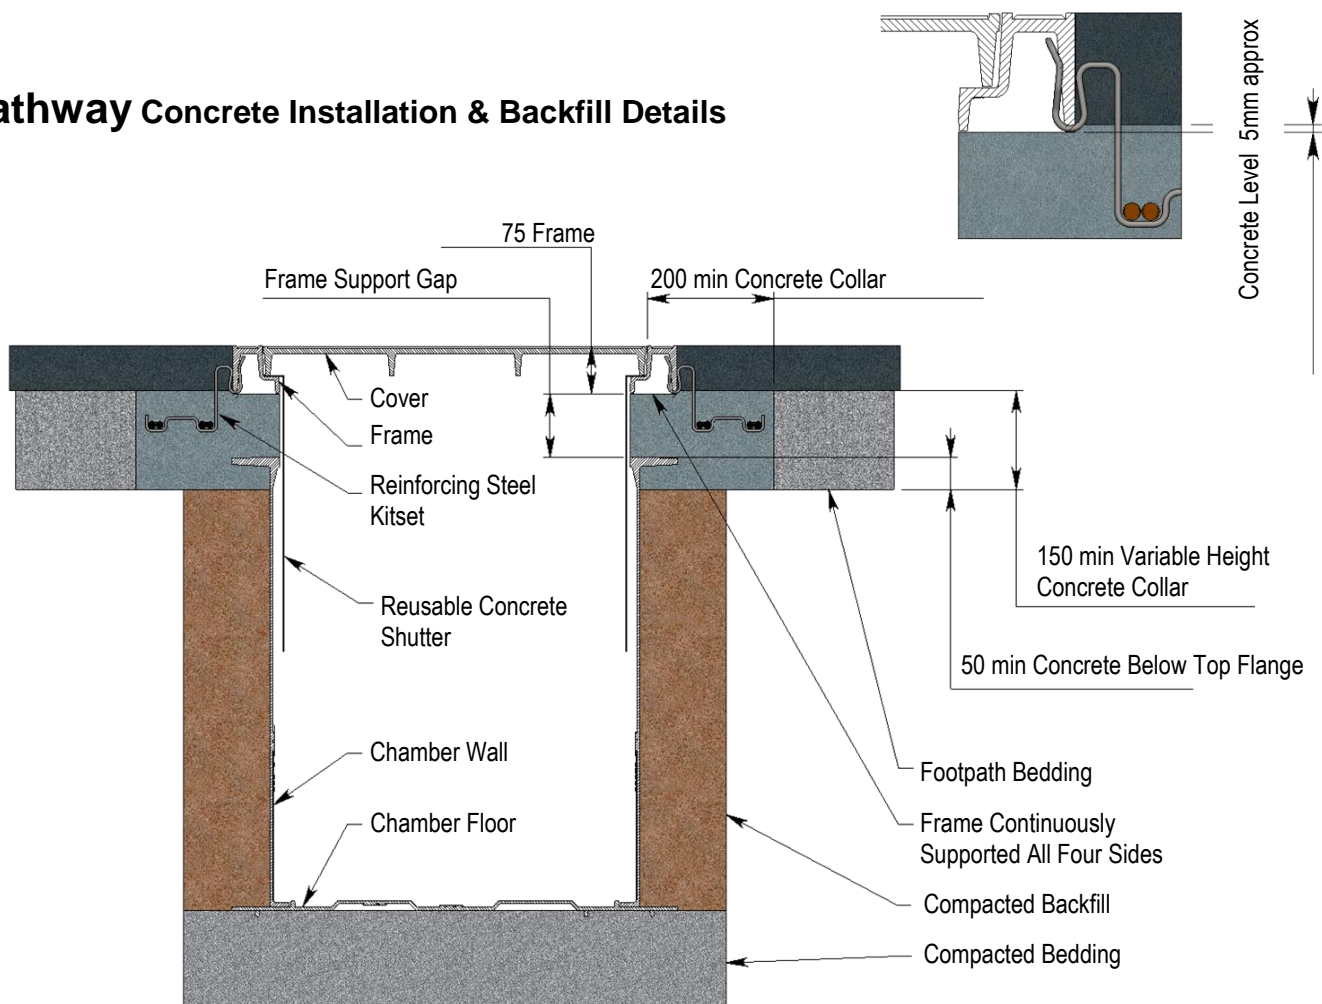 athway Concrete Installation & Backfill Details
Concrete Level 5mm approx
75 Frame
Frame Support Gap
200 min Concrete Collar
Cover
Frame
Reinforcing Steel
Kitset
Reusable Concrete
Shutter
150 min Variable Height
Concrete Collar
50 min Concrete Below Top Flange
Chamber Wall
Chamber Floor
Footpath Bedding
Frame Continuously
Supported All Four Sides
Compacted Backfill
Compacted Bedding